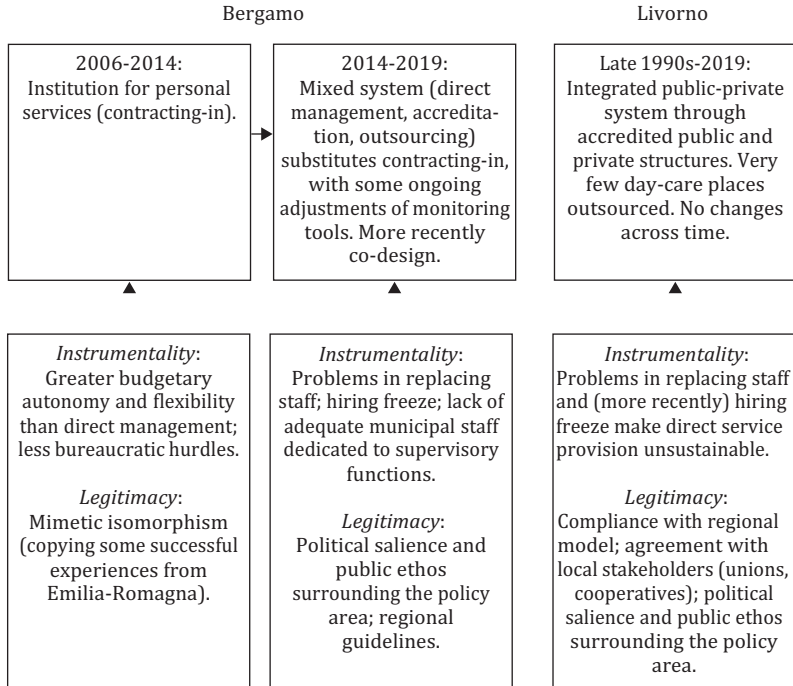 Bergamo
Livorno
2006-2014:
Institution for personal
services (contracting-in).
2014-2019:
Mixed system (direct
management, accredita-
tion, outsourcing)
substitutes contracting-in,
with some ongoing
adjustments of monitoring
tools. More recently
co-design.
Late 1990s-2019:
Integrated public-private
system through
accredited public and
private structures. Very
few day-care places
outsourced. No changes
across time.
Instrumentality:
Greater budgetary
autonomy and flexibility
than direct management;
less bureaucratic hurdles.
Legitimacy:
Mimetic isomorphism
(copying some successful
experiences from
Emilia-Romagna).
Instrumentality:
Problems in replacing
staff; hiring freeze; lack of
adequate municipal staff
dedicated to supervisory
functions.
Legitimacy:
Political salience and
public ethos
surrounding the policy
area; regional
guidelines.
Instrumentality:
Problems in replacing staff
and (more recently) hiring
freeze make direct service
provision unsustainable.
Legitimacy:
Compliance with regional
model; agreement with
local stakeholders (unions,
cooperatives); political
salience and public ethos
surrounding the policy
area.